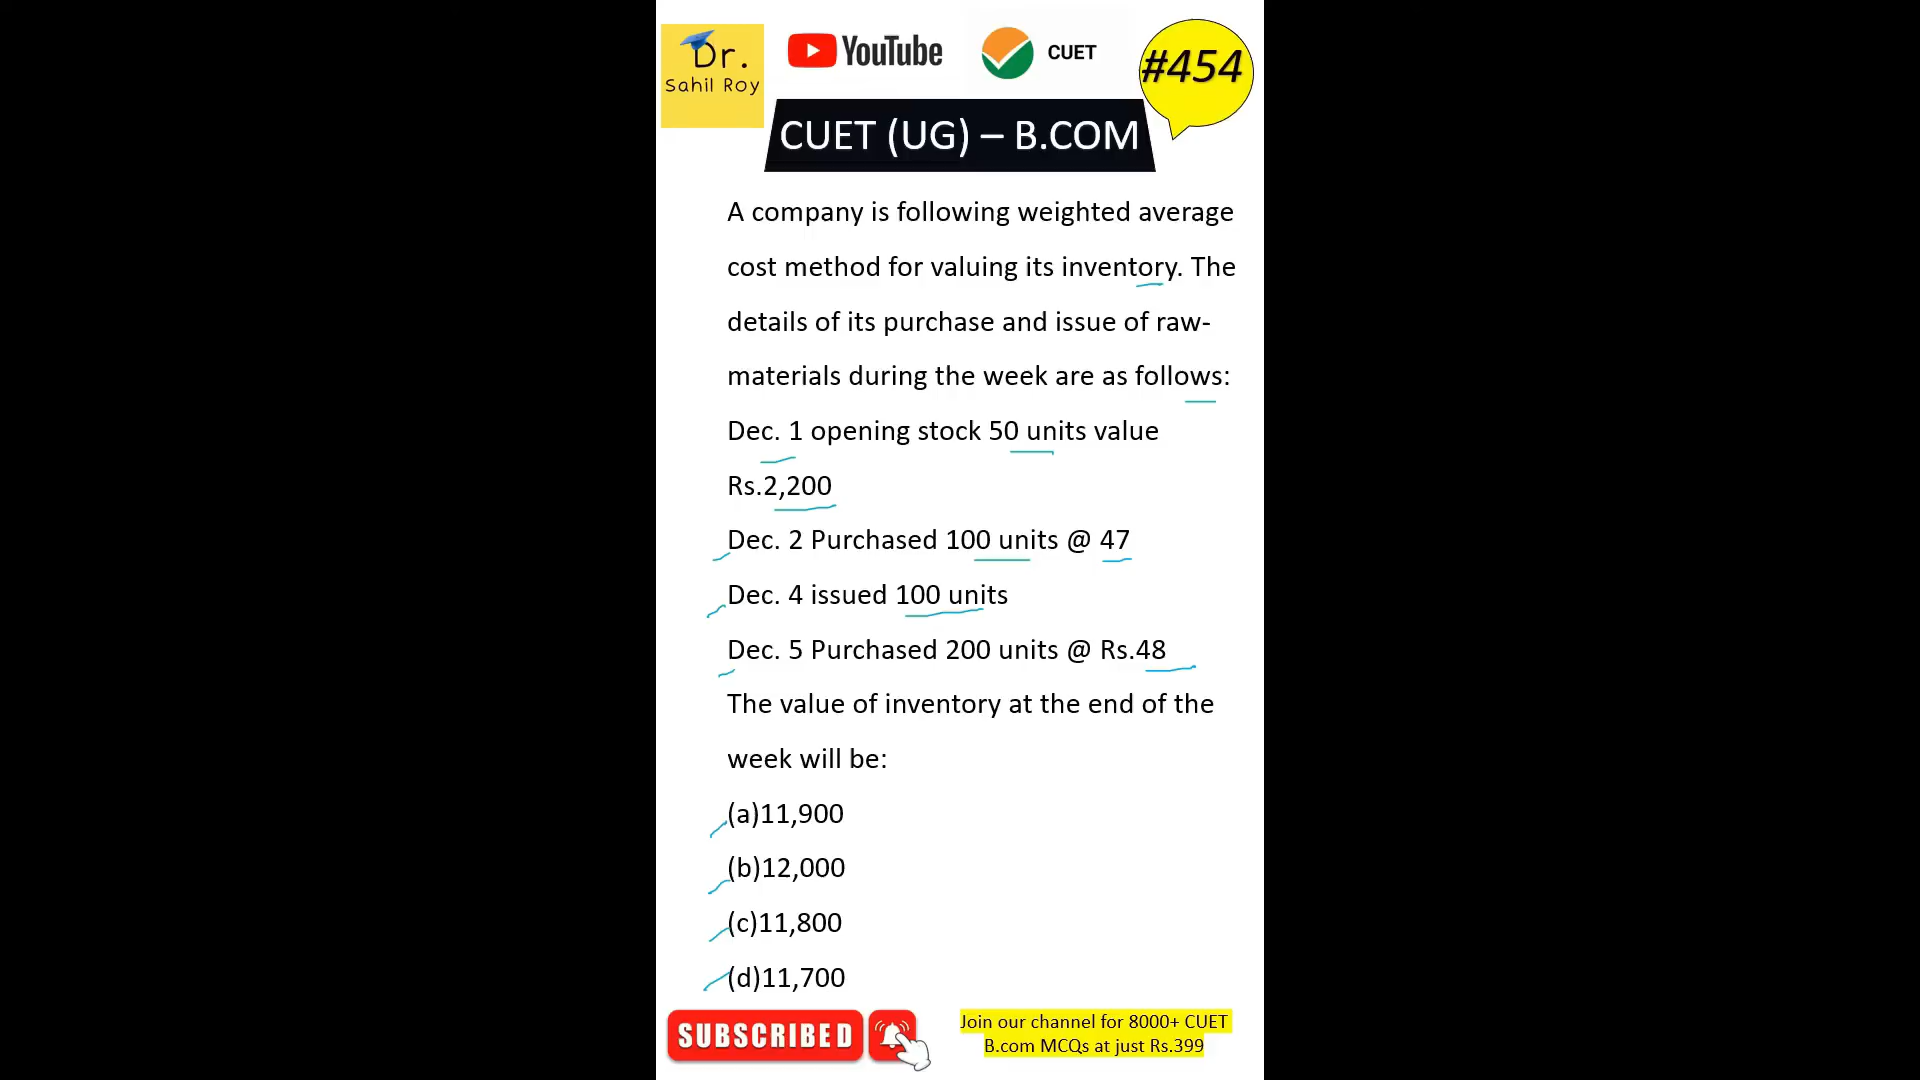 Dr.
Sahil Roy
YouTube
CUET
#454
CUET (UG) – B.COM
A company is following weighted average
cost method for valuing its inventory. The
details of its purchase and issue of raw-
materials during the week are as follows:
Dec. 1 opening stock 50 units value
Rs.2,200
Dec. 2 Purchased 100 units @ 47
Dec. 4 issued 100 units
Dec. 5 Purchased 200 units @ Rs.48
The value of inventory at the end of the
week will be:
(a)11,900
(b)12,000
(c)11,800
(d)11,700
SUBSCRIBED
Join our channel for 8000+ CUET
B.com MCQs at just Rs.399